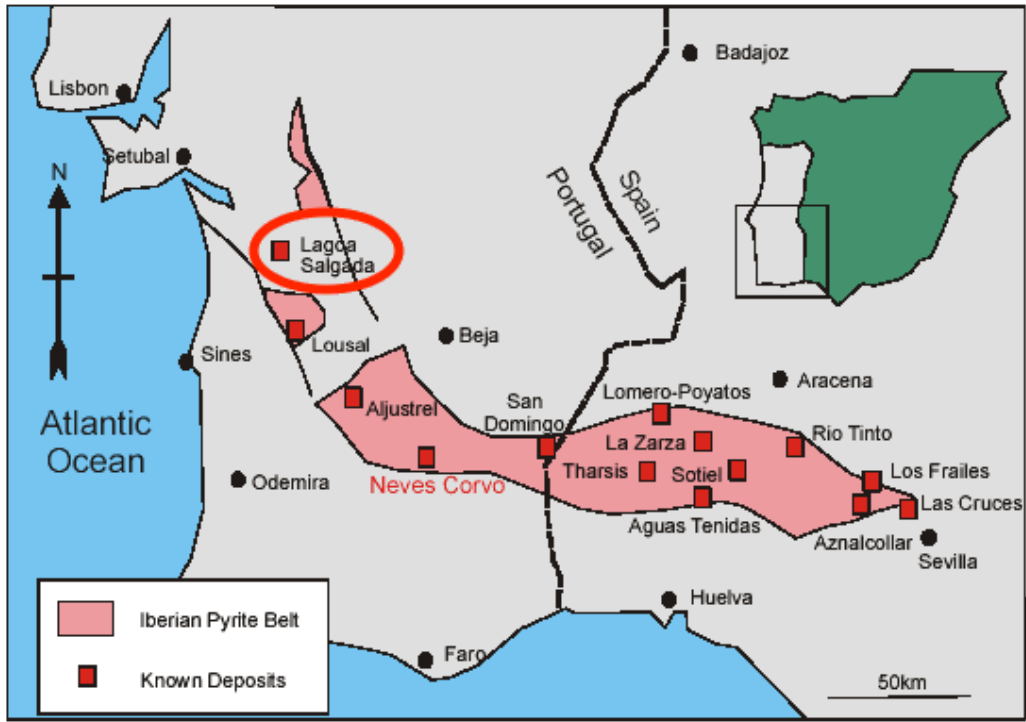 Badajoz
Lisbon
Setubal
N
Spain
Portugal
Lagoa
Salgada
Beja
Lousal
Sines
Aracena
Lomero-Poyatos
San
Domingo
Aljustrel
Rio Tinto
La Zarza
Atlantic
Ocean
Los Frailes
Tharsis
Sotiel
Odemira
Neves Corvo
Las Cruces
Aguas Tenidas
Aznalcollar
Sevilla
Huelva
Iberian Pyrite Belt
Faro
Known Deposits
50km